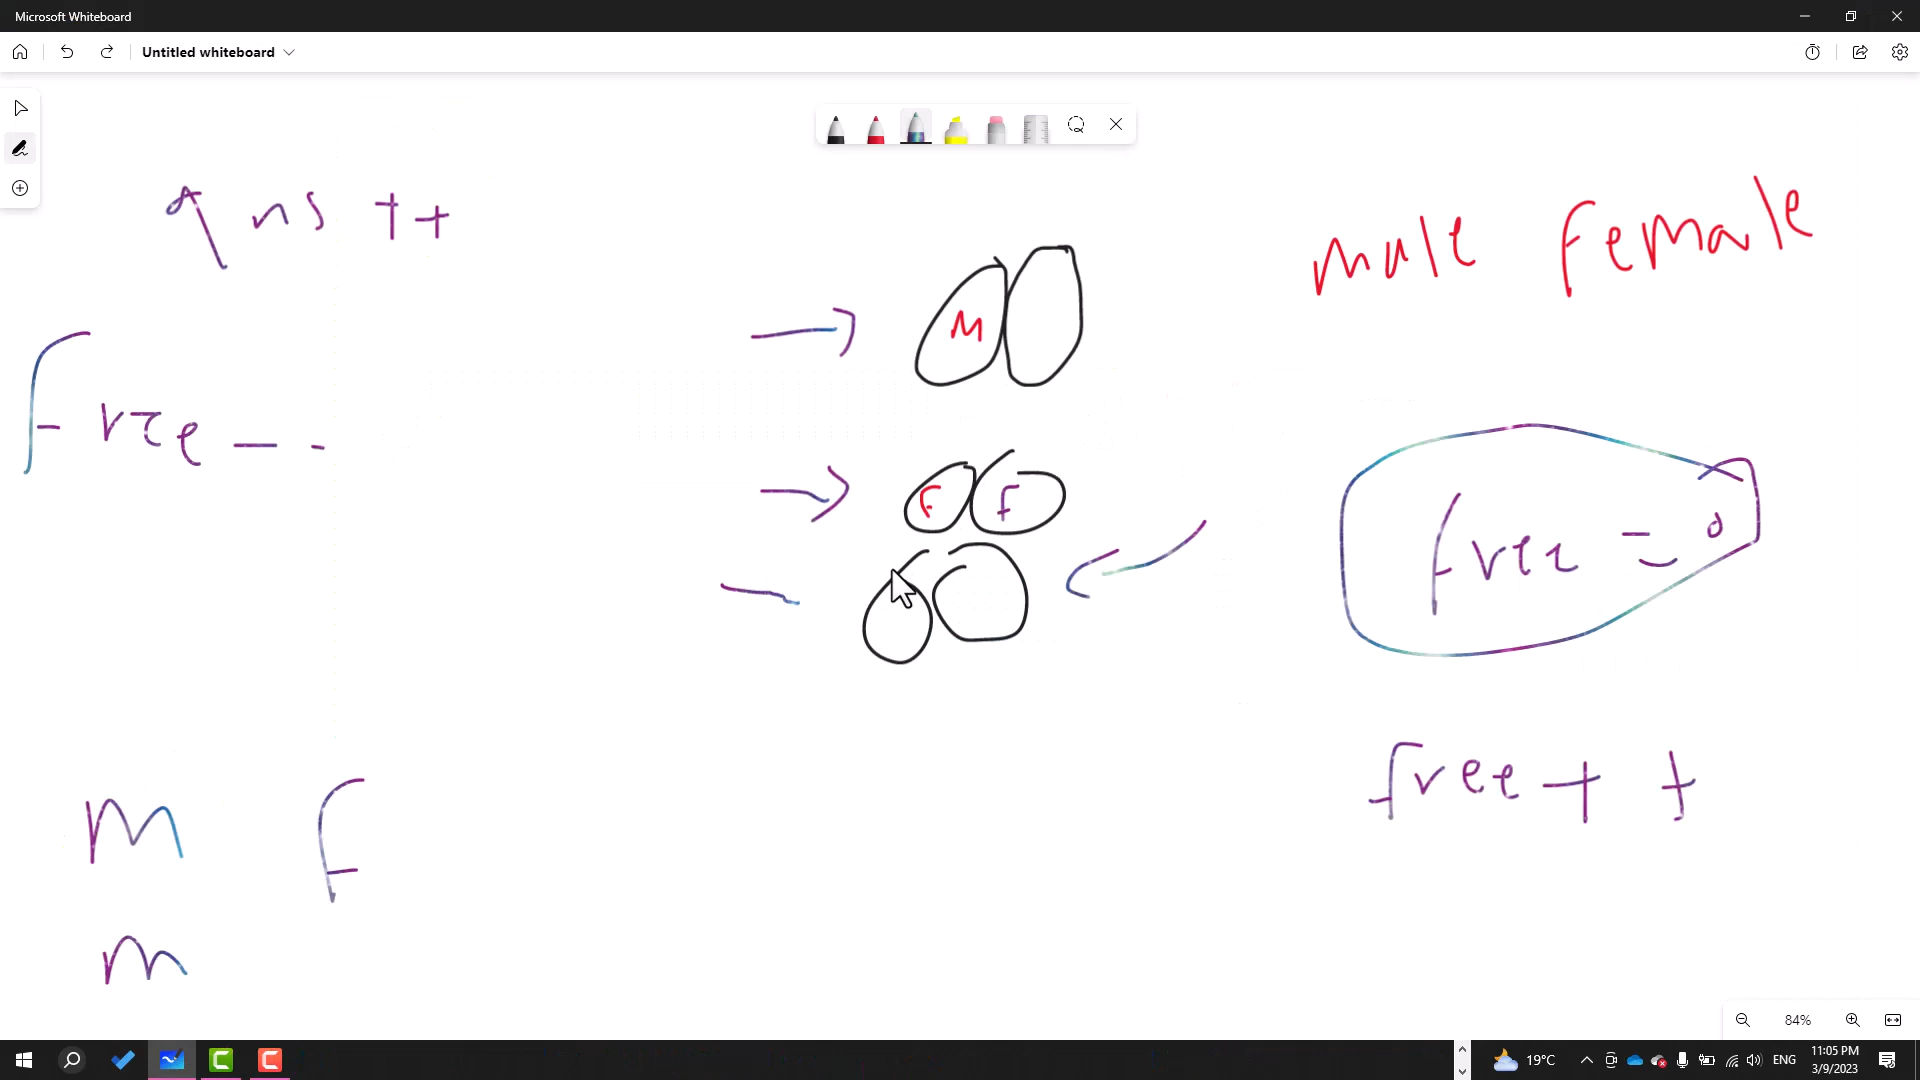 Microsoft Whiteboard
Untitled whiteboard
ans ++
male Female
M
free - -
F F
free = 0
free + +
M F
m
84%
19°C
ENG
11:05 PM
3/9/2023